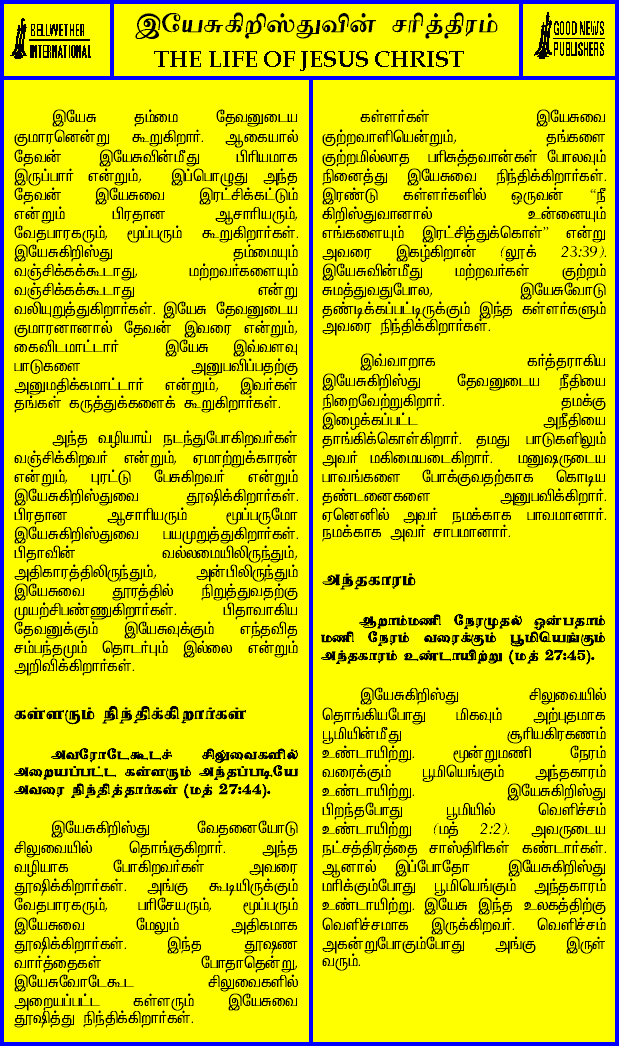 BELLWETHER
INTERNATIONAL
இயேசுகிறிஸ்துவின் சரித்திரம்
THE LIFE OF JESUS CHRIST
GOOD NEWS
PUBLISHERS
இயேசு தம்மை தேவனுடைய
குமாரனென்று கூறுகிறார். ஆகையால்
தேவன் இயேசுவின்மீது பிரியமாக
இருப்பார் என்றும், இப்பொழுது அந்த
தேவன் இயேசுவை இரட்சிக்கட்டும்
என்றும் பிரதான ஆசாரியரும்,
வேதபாரகரும், மூப்பரும் கூறுகிறார்கள்.
இயேசுகிறிஸ்து தம்மையும்
வஞ்சிக்கக்கூடாது, மற்றவர்களையும்
வஞ்சிக்கக்கூடாது என்று
வலியுறுத்துகிறார்கள். இயேசு தேவனுடைய
குமாரனானால் தேவன் இவரை என்றும்,
கைவிடமாட்டார் இயேசு இவ்வளவு
பாடுகளை அனுபவிப்பதற்கு
அனுமதிக்கமாட்டார் என்றும், இவர்கள்
தங்கள் கருத்துக்களைக் கூறுகிறார்கள்.
அந்த வழியாய் நடந்துபோகிறவர்கள்
வஞ்சிக்கிறவர் என்றும், ஏமாற்றுக்காரன்
என்றும், புரட்டு பேசுகிறவர் என்றும்
இயேசுகிறிஸ்துவை தூஷிக்கிறார்கள்.
பிரதான ஆசாரியரும் மூப்பருமோ
இயேசுகிறிஸ்துவை பயமுறுத்துகிறார்கள்.
பிதாவின் வல்லமையிலிருந்தும்,
அதிகாரத்திலிருந்தும், அன்பிலிருந்தும்
இயேசுவை தூரத்தில் நிறுத்துவதற்கு
முயற்சிபண்ணுகிறார்கள். பிதாவாகிய
தேவனுக்கும் இயேசுவுக்கும் எந்தவித
சம்பந்தமும் தொடர்பும் இல்லை என்றும்
அறிவிக்கிறார்கள்.
கள்ளரும் நிந்திக்கிறார்கள்
அவரோடேகூடச் சிலுவைகளில்
அறையப்பட்ட கள்ளரும் அந்தப்படியே
அவரை நிந்தித்தார்கள் (மத் 27:44).
இயேசுகிறிஸ்து வேதனையோடு
சிலுவையில் தொங்குகிறார். அந்த
வழியாக போகிறவர்கள் அவரை
தூஷிக்கிறார்கள். அங்கு கூடியிருக்கும்
வேதபாரகரும், பரிசேயரும், மூப்பரும்
இயேசுவை மேலும் அதிகமாக
தூஷிக்கிறார்கள். இந்த தூஷண
வார்த்தைகள் போதாதென்று,
இயேசுவோடேகூட சிலுவைகளில்
அறையப்பட்ட கள்ளரும் இயேசுவை
தூஷித்து நிந்திக்கிறார்கள்.
கள்ளர்கள் இயேசுவை
குற்றவாளியென்றும், தங்களை
குற்றமில்லாத பரிசுத்தவான்கள் போலவும்
நினைத்து இயேசுவை நிந்திக்கிறார்கள்.
இரண்டு கள்ளர்களில் ஒருவன் “நீ
கிறிஸ்துவானால் உன்னையும்
எங்களையும் இரட்சித்துக்கொள்” என்று
அவரை இகழ்கிறான் (லூக் 23:39).
இயேசுவின்மீது மற்றவர்கள் குற்றம்
சுமத்துவதுபோல, இயேசுவோடு
தண்டிக்கப்பட்டிருக்கும் இந்த கள்ளர்களும்
அவரை நிந்திக்கிறார்கள்.
இவ்வாறாக கர்த்தராகிய
இயேசுகிறிஸ்து தேவனுடைய நீதியை
நிறைவேற்றுகிறார். தமக்கு
இழைக்கப்பட்ட அநீதியை
தாங்கிக்கொள்கிறார். தமது பாடுகளிலும்
அவர் மகிமையடைகிறார். மனுஷருடைய
பாவங்களை போக்குவதற்காக கொடிய
தண்டனைகளை அனுபவிக்கிறார்.
ஏனெனில் அவர் நமக்காக பாவமானார்.
நமக்காக அவர் சாபமானார்.
அந்தகாரம்
ஆறாம்மணி நேரமுதல் ஒன்பதாம்
மணி நேரம் வரைக்கும் பூமியெங்கும்
அந்தகாரம் உண்டாயிற்று (மத் 27:45).
இயேசுகிறிஸ்து சிலுவையில்
தொங்கியபோது மிகவும் அற்புதமாக
பூமியின்மீது சூரியகிரகணம்
உண்டாயிற்று. மூன்றுமணி நேரம்
வரைக்கும் பூமியெங்கும் அந்தகாரம்
உண்டாயிற்று. இயேசுகிறிஸ்து
பிறந்தபோது பூமியில் வெளிச்சம்
உண்டாயிற்று (மத் 2:2). அவருடைய
நட்சத்திரத்தை சாஸ்திரிகள் கண்டார்கள்.
ஆனால் இப்போதோ இயேசுகிறிஸ்து
மரிக்கும்போது பூமியெங்கும் அந்தகாரம்
உண்டாயிற்று. இயேசு இந்த உலகத்திற்கு
வெளிச்சமாக இருக்கிறவர். வெளிச்சம்
அகன்றுபோகும்போது அங்கு இருள்
வரும்.